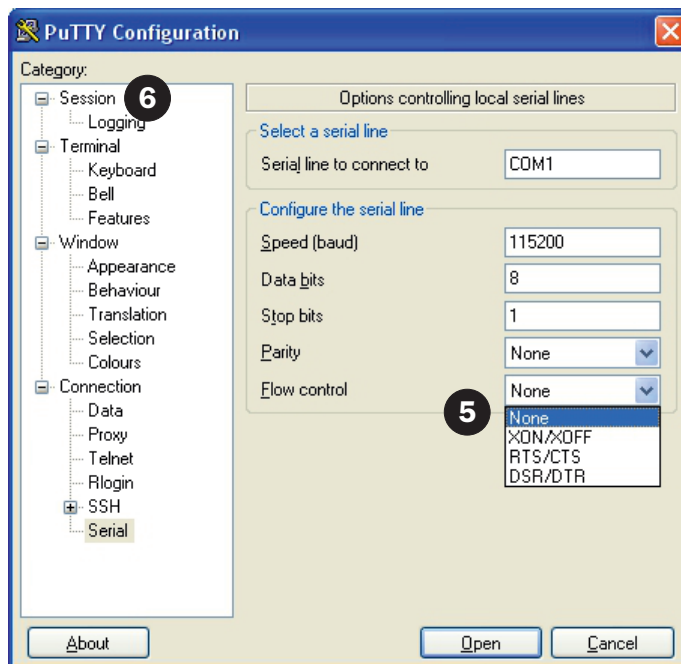 PuTTY Configuration
Category:
Session 6
Logging
Terminal
Keyboard
Bell
Features
Window
Appearance
Behaviour
Translation
Selection
Colours
Connection
Data
Proxy
Telnet
Rlogin
SSH
Serial
Options controlling local serial lines
Select a serial line
Serial line to connect to COM1
Configure the serial line
Speed (baud) 115200
Data bits 8
Stop bits 1
Parity None
Flow control None
5
None
XON/XOFF
RTS/CTS
DSR/DTR
About Open Cancel